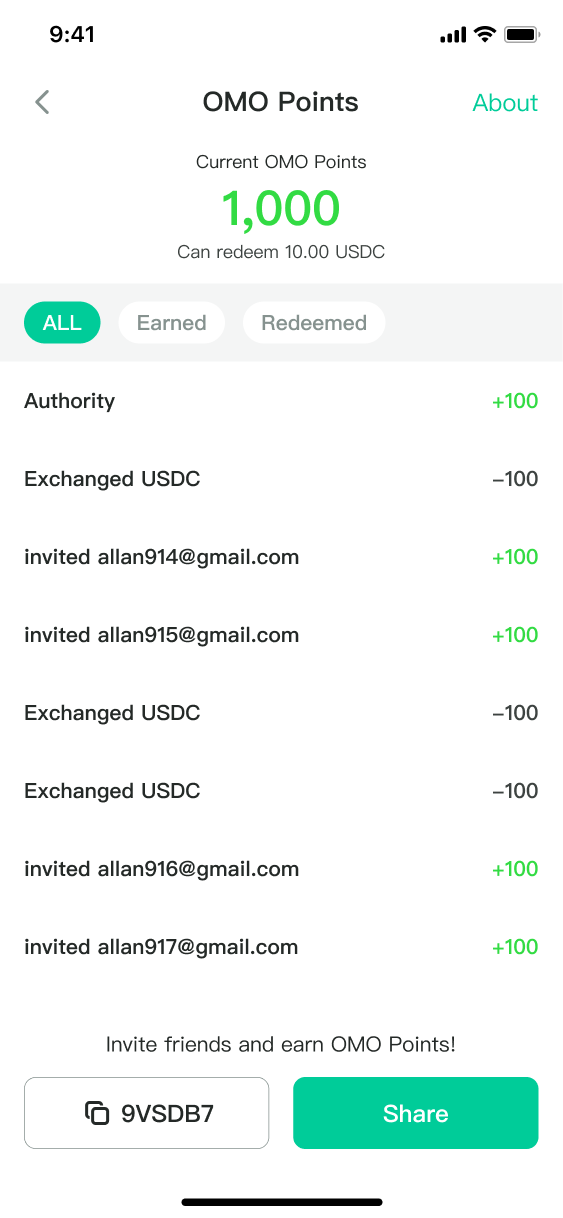 9:41
OMO Points
About
Current OMO Points
1,000
Can redeem 10.00 USDC
ALL
Earned
Redeemed
Authority +100
Exchanged USDC –100
invited allan914@gmail.com +100
invited allan915@gmail.com +100
Exchanged USDC –100
Exchanged USDC –100
invited allan916@gmail.com +100
invited allan917@gmail.com +100
Invite friends and earn OMO Points!
9VSDB7
Share